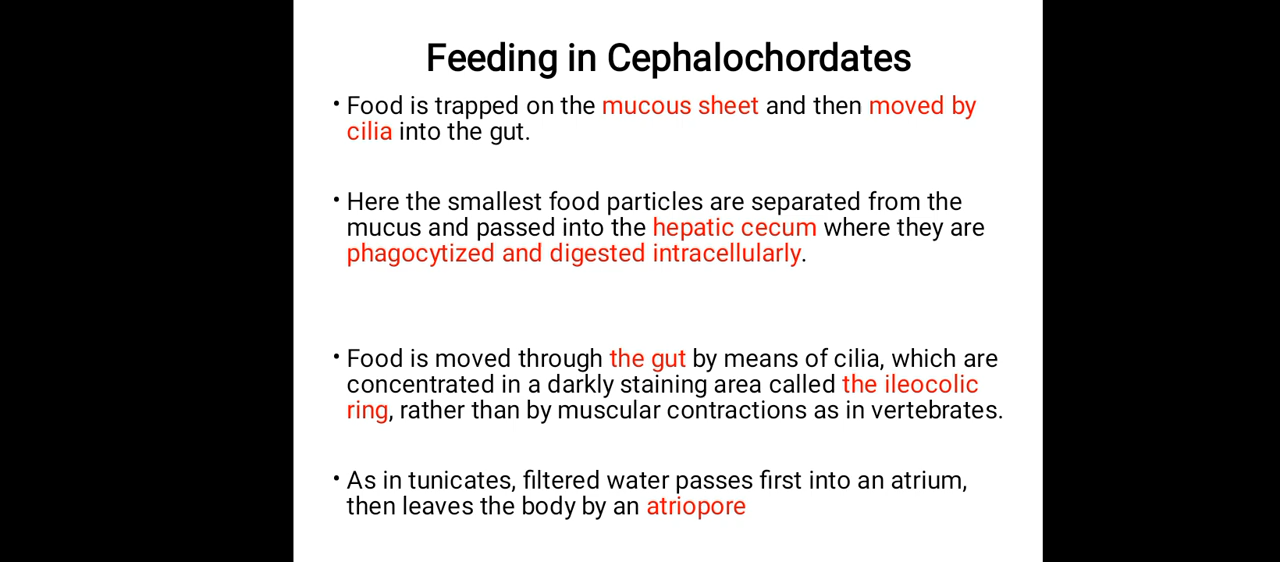 Feeding in Cephalochordates
• Food is trapped on the mucous sheet and then moved by
cilia into the gut.
• Here the smallest food particles are separated from the
mucus and passed into the hepatic cecum where they are
phagocytized and digested intracellularly.
• Food is moved through the gut by means of cilia, which are
concentrated in a darkly staining area called the ileocolic
ring, rather than by muscular contractions as in vertebrates.
• As in tunicates, filtered water passes first into an atrium,
then leaves the body by an atriopore